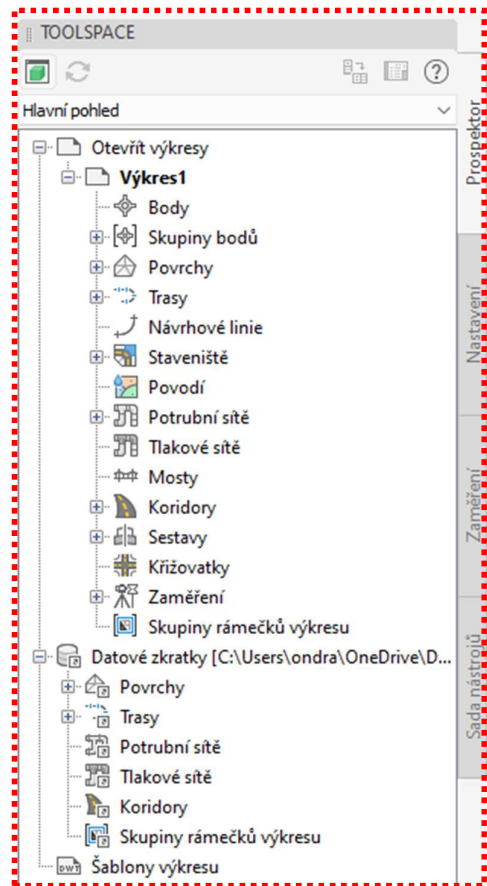 TOOLSPACE
Hlavní pohled
Otevřít výkresy
Výkres1
Body
Skupiny bodů
Povrchy
Trasy
Návrhové linie
Staveniště
Povodí
Potrubní sítě
Tlakové sítě
Mosty
Koridory
Sestavy
Křižovatky
Zaměření
Skupiny rámečků výkresu
Datové zkratky [C:\Users\ondra\OneDrive\D...
Povrchy
Trasy
Potrubní sítě
Tlakové sítě
Koridory
Skupiny rámečků výkresu
DWT Šablony výkresu
Prospektor
Nastavení
Zaměření
Sada nástrojů